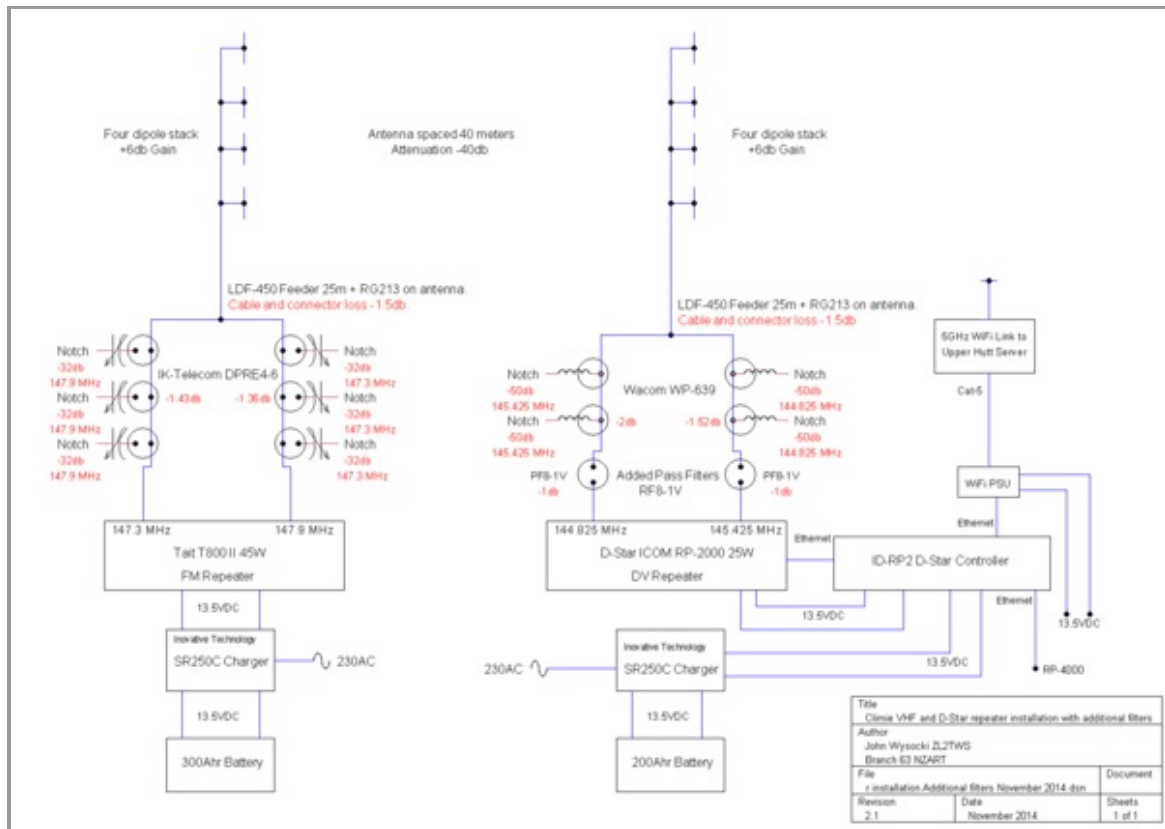 Four dipole stack
+6db Gain
Antenna spaced 40 meters
Attenuation -40db
Four dipole stack
+6db Gain
LDF-450 Feeder 25m + RG213 on antenna.
Cable and connector loss -1.5db.
Notch
-32db
147.9 MHz
Notch
-32db
147.9 MHz
Notch
-32db
147.9 MHz
IK-Telecom DPRE4-6
-1.43db
-1.36db
Notch
-32db
147.3 MHz
Notch
-32db
147.3 MHz
Notch
-32db
147.3 MHz
147.3 MHz
147.9 MHz
Tait T800 II 45W
FM Repeater
13.5VDC
Inovative Technology
SR250C Charger
230AC
13.5VDC
300Ahr Battery
LDF-450 Feeder 25m + RG213 on antenna.
Cable and connector loss -1.5db
Notch
-50db
145.425 MHz
Notch
-50db
145.425 MHz
Wacom WP-639
-2db
-1.52db
Notch
-50db
144.825 MHz
Notch
-50db
144.825 MHz
PF8-1V
-1db
Added Pass Filters
RF8-1V
PF8-1V
-1db
144.825 MHz
145.425 MHz
D-Star ICOM RP-2000 25W
DV Repeater
Ethernet
5GHz WiFi Link to
Upper Hutt Server
Cat-5
WiFi PSU
Ethernet
ID-RP2 D-Star Controller
Ethernet
13.5VDC
13.5VDC
RP-4000
13.5VDC
230AC
Inovative Technology
SR250C Charger
13.5VDC
200Ahr Battery
Title
Climie VHF and D-Star repeater installation with additional filters
Author
John Wysocki ZL2TWS
Branch 63 NZART
File
r installation Additional filters November 2014.dsn
Document
Revision
2.1
Date
November 2014
Sheets
1 of 1